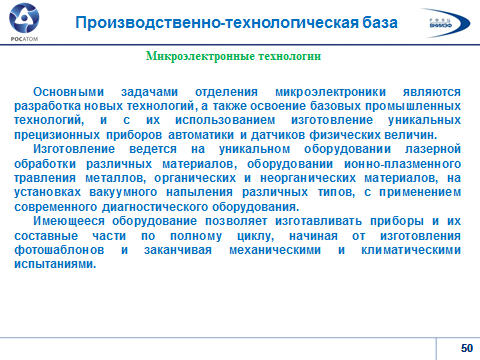 Производственно-технологическая база
РОСАТОМ
РФЯЦ
ВНИИЭФ
Микроэлектронные технологии
Основными задачами отделения микроэлектроники являются
разработка новых технологий, а также освоение базовых промышленных
технологий, и с их использованием изготовление уникальных
прецизионных приборов автоматики и датчиков физических величин.
Изготовление ведется на уникальном оборудовании лазерной
обработки различных материалов, оборудовании ионно-плазменного
травления металлов, органических и неорганических материалов, на
установках вакуумного напыления различных типов, с применением
современного диагностического оборудования.
Имеющееся оборудование позволяет изготавливать приборы и их
составные части по полному циклу, начиная от изготовления
фотошаблонов и заканчивая механическими и климатическими
испытаниями.
50